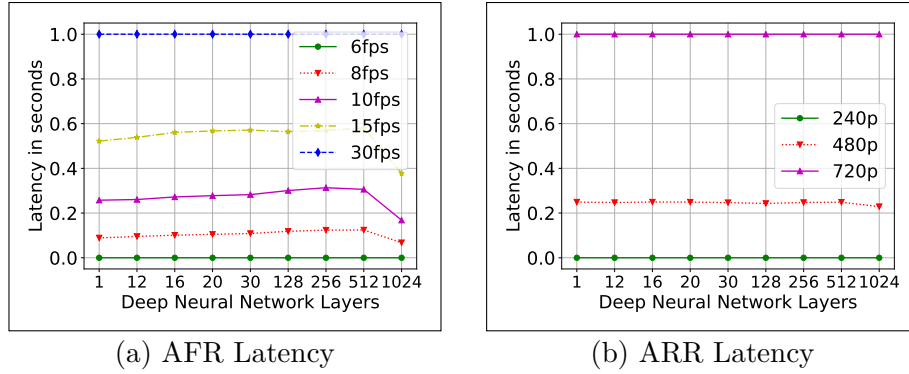 1.0
0.8
0.6
0.4
0.2
0.0
Latency in seconds
6fps
8fps
10fps
15fps
30fps
1 12 16 20 30 128 256 512 1024
Deep Neural Network Layers
(a) AFR Latency
1.0
0.8
0.6
0.4
0.2
0.0
Latency in seconds
240p
480p
720p
1 12 16 20 30 128 256 512 1024
Deep Neural Network Layers
(b) ARR Latency